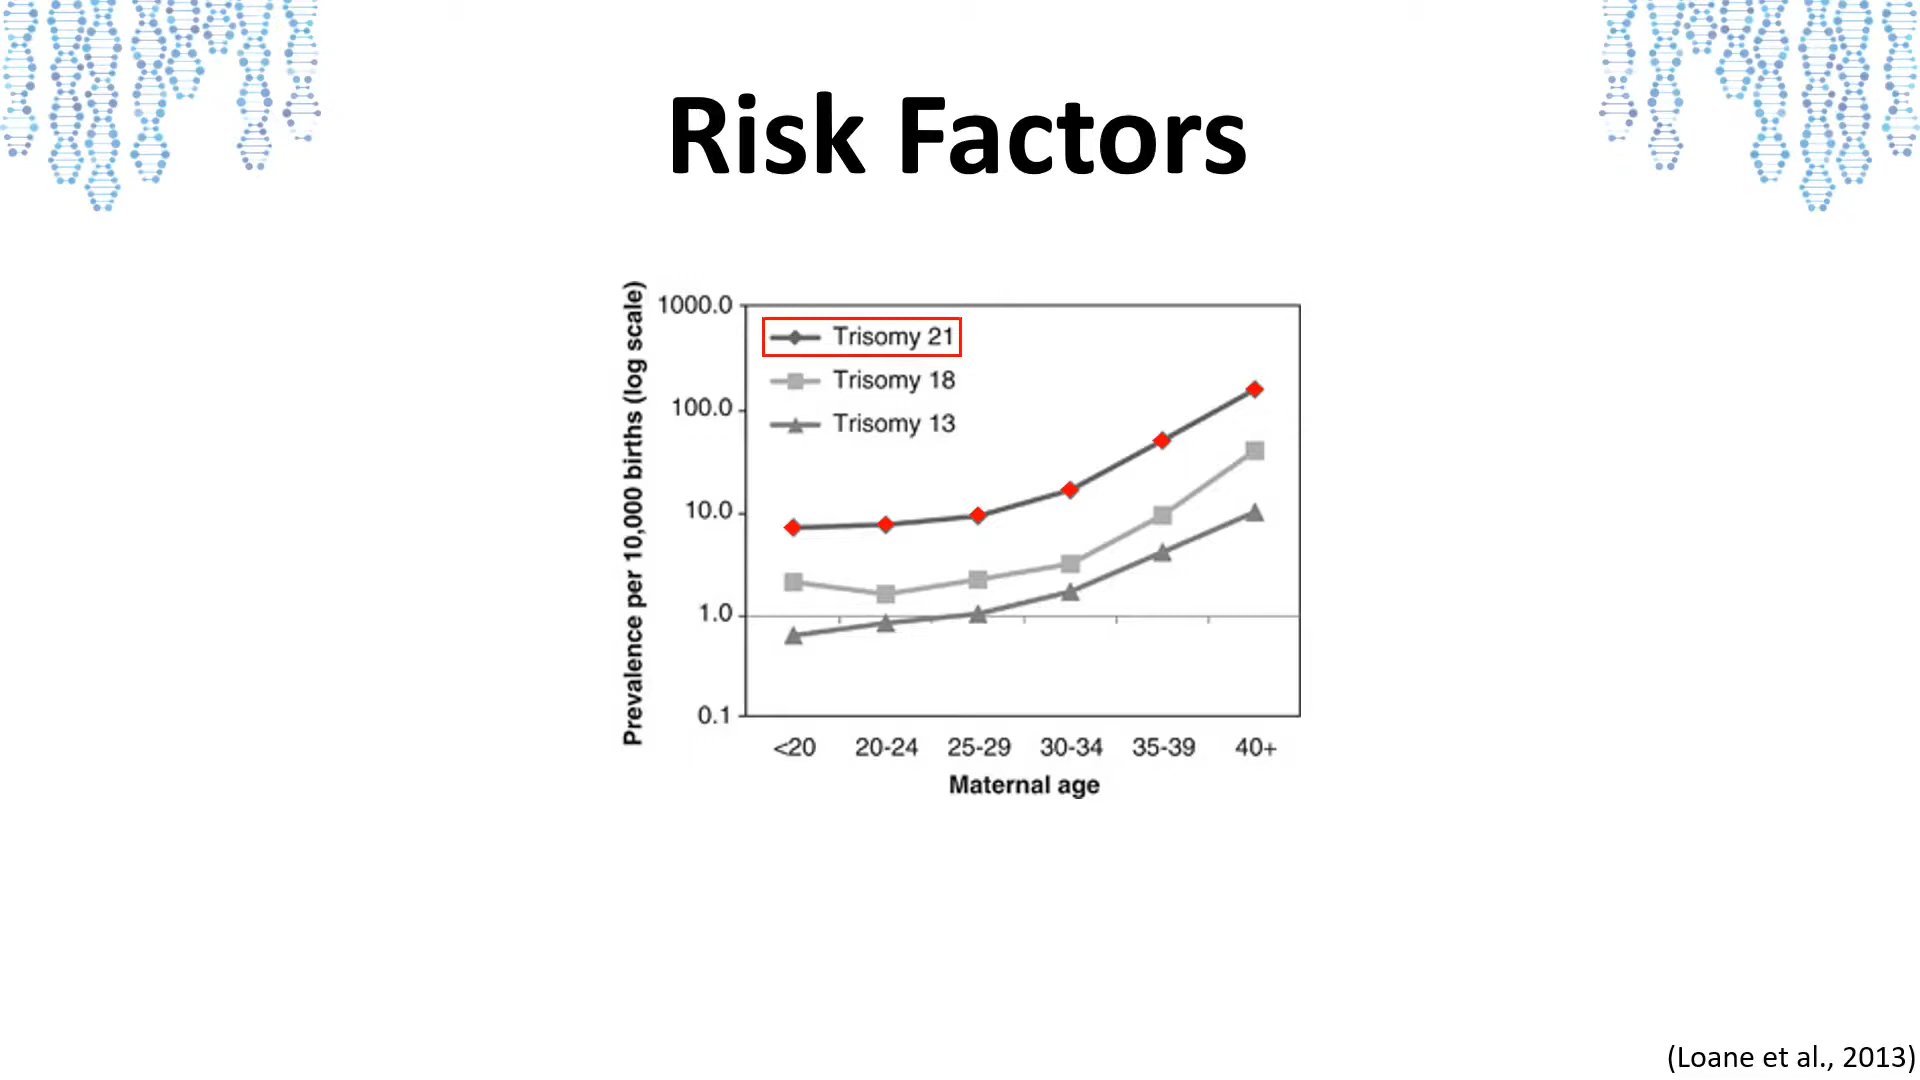 Risk Factors
Prevalence per 10,000 births (log scale)
1000.0
100.0
10.0
1.0
0.1
Trisomy 21
Trisomy 18
Trisomy 13
<20 20-24 25-29 30-34 35-39 40+
Maternal age
(Loane et al., 2013)